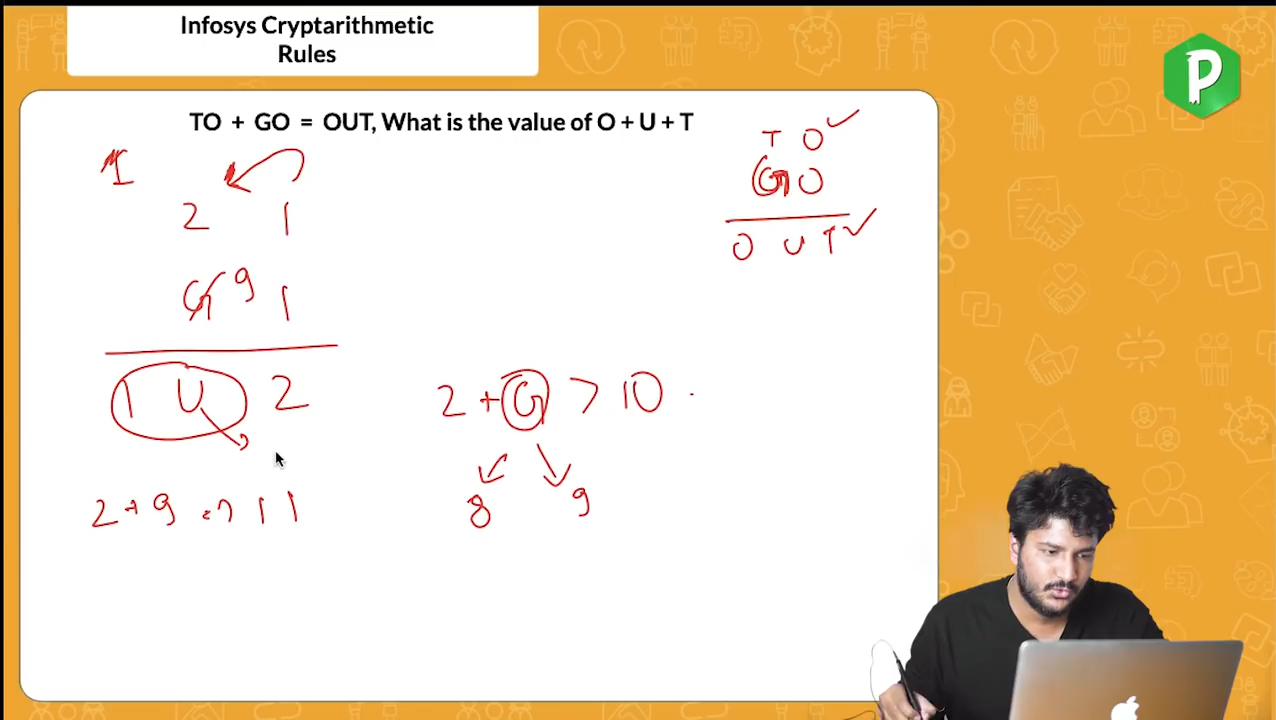 Infosys Cryptarithmetic
Rules
P
TO + GO = OUT, What is the value of O + U + T
T O
G O
O U T
1
2 1
G 9 1
1 U 2
2 + G > 10
8 9
2 + 9 => 11